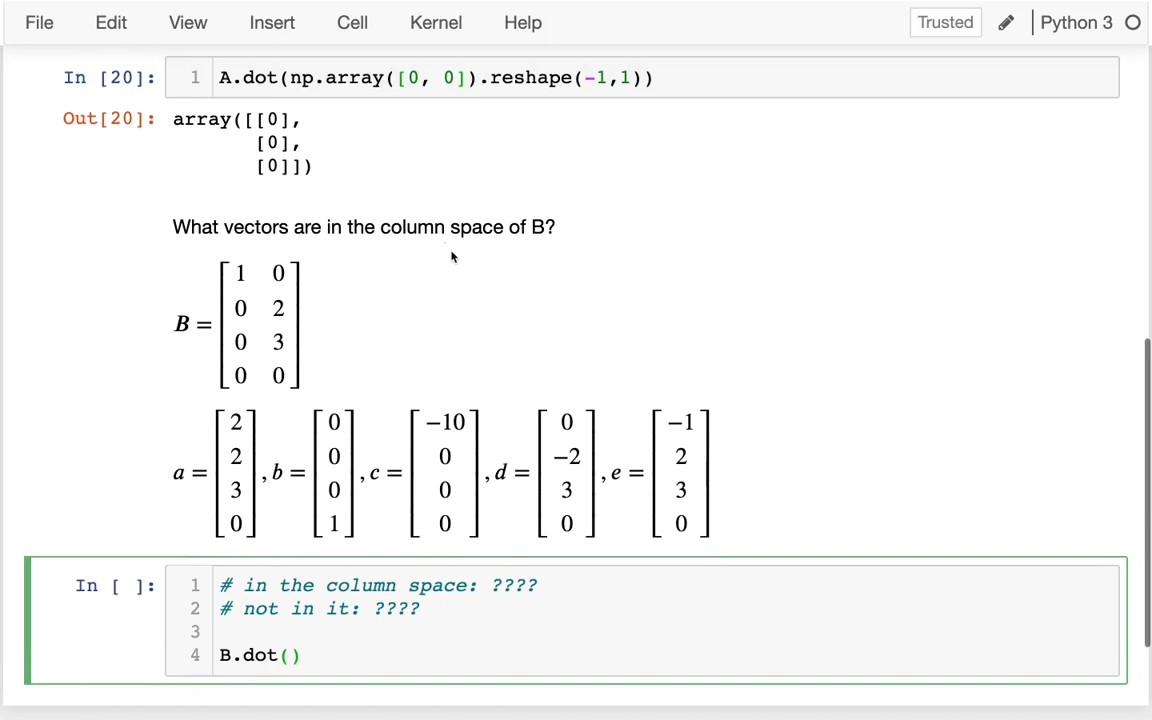 File Edit View Insert Cell Kernel Help Trusted Python 3
In [20]: 1 A.dot(np.array([0, 0]).reshape(-1,1))
Out[20]: array([[0],
[0],
[0]])
What vectors are in the column space of B?
B = [1 0
0 2
0 3
0 0]
a = [2 2 3 0], b = [0 0 0 1], c = [−10 0 0 0], d = [0 −2 3 0], e = [−1 2 3 0]
In [ ]: 1 # in the column space: ????
2 # not in it: ????
3
4 B.dot()